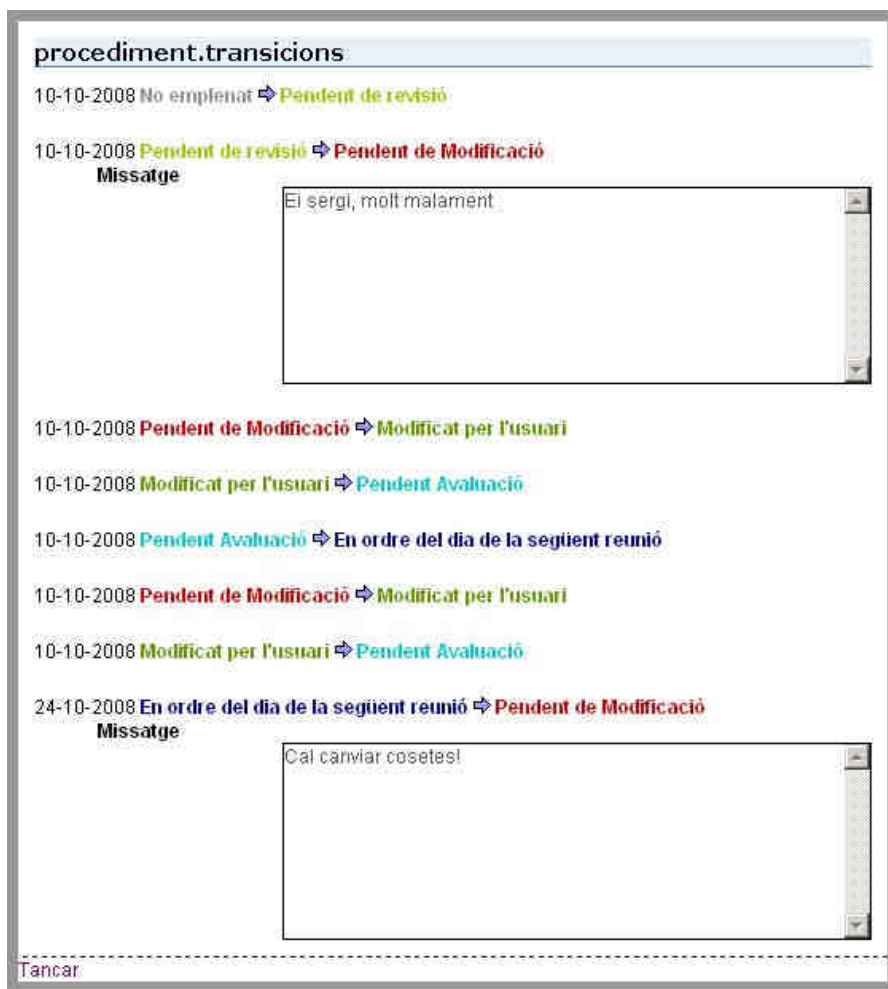 procediment.transicions
10-10-2008 No emplenat ⇨ Pendent de revisió
10-10-2008 Pendent de revisió ⇨ Pendent de Modificació
Missatge
Ei sergi, molt malament
10-10-2008 Pendent de Modificació ⇨ Modificat per l'usuari
10-10-2008 Modificat per l'usuari ⇨ Pendent Avaluació
10-10-2008 Pendent Avaluació ⇨ En ordre del dia de la següent reunió
10-10-2008 Pendent de Modificació ⇨ Modificat per l'usuari
10-10-2008 Modificat per l'usuari ⇨ Pendent Avaluació
24-10-2008 En ordre del dia de la següent reunió ⇨ Pendent de Modificació
Missatge
Cal canviar cosetes!
Tancar